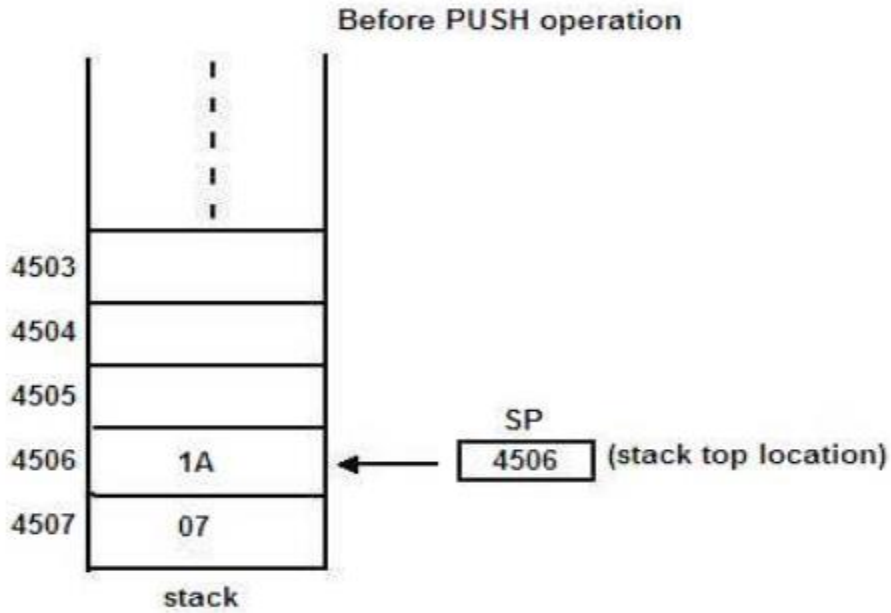 Before PUSH operation
4503
4504
4505
SP
4506 1A 4506 (stack top location)
4507 07
stack